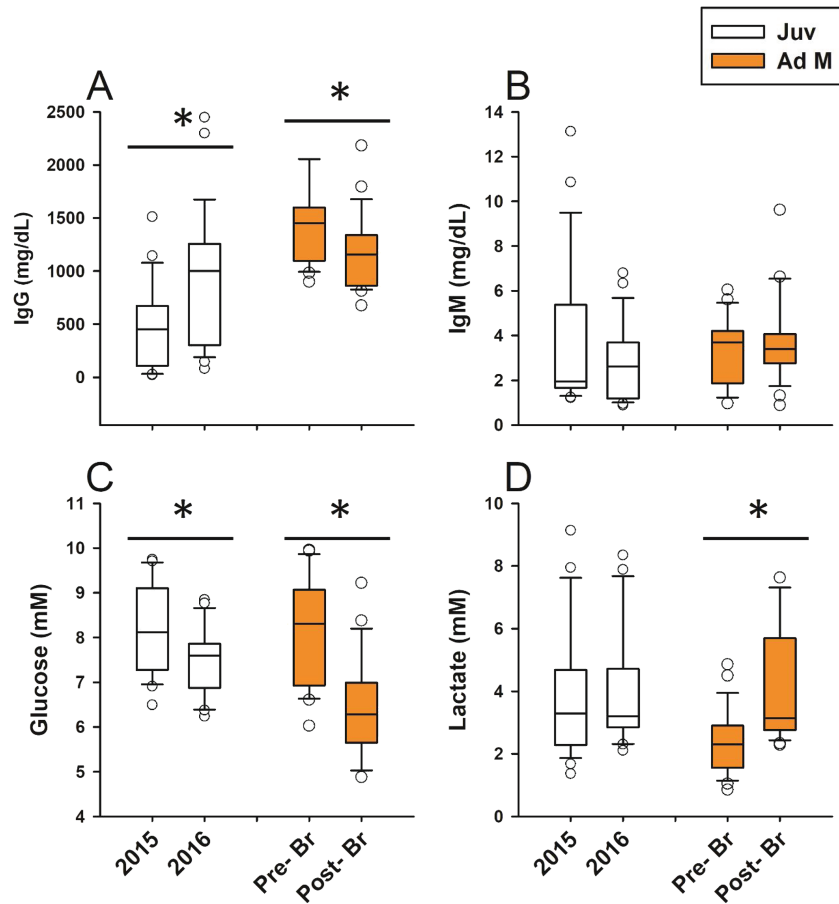 Juv
Ad M
A
*
*
2500
2000
1500
1000
500
0
IgG (mg/dL)
B
14
12
10
8
6
4
2
0
IgM (mg/dL)
C
*
*
11
10
9
8
7
6
5
4
Glucose (mM)
2015
2016
Pre- Br
Post- Br
D
*
10
8
6
4
2
0
Lactate (mM)
2015
2016
Pre- Br
Post- Br